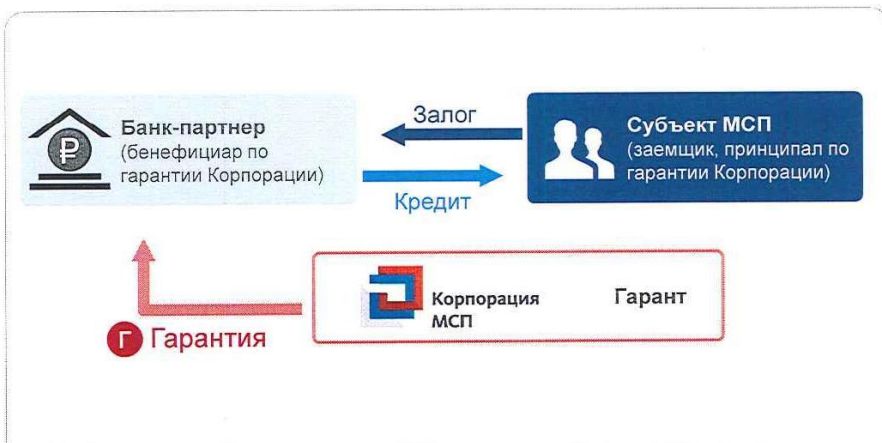 Банк-партнер
(бенефициар по
гарантии Корпорации)
Залог
Кредит
Субъект МСП
(заемщик, принципал по
гарантии Корпорации)
Г Гарантия
Корпорация
МСП
Гарант